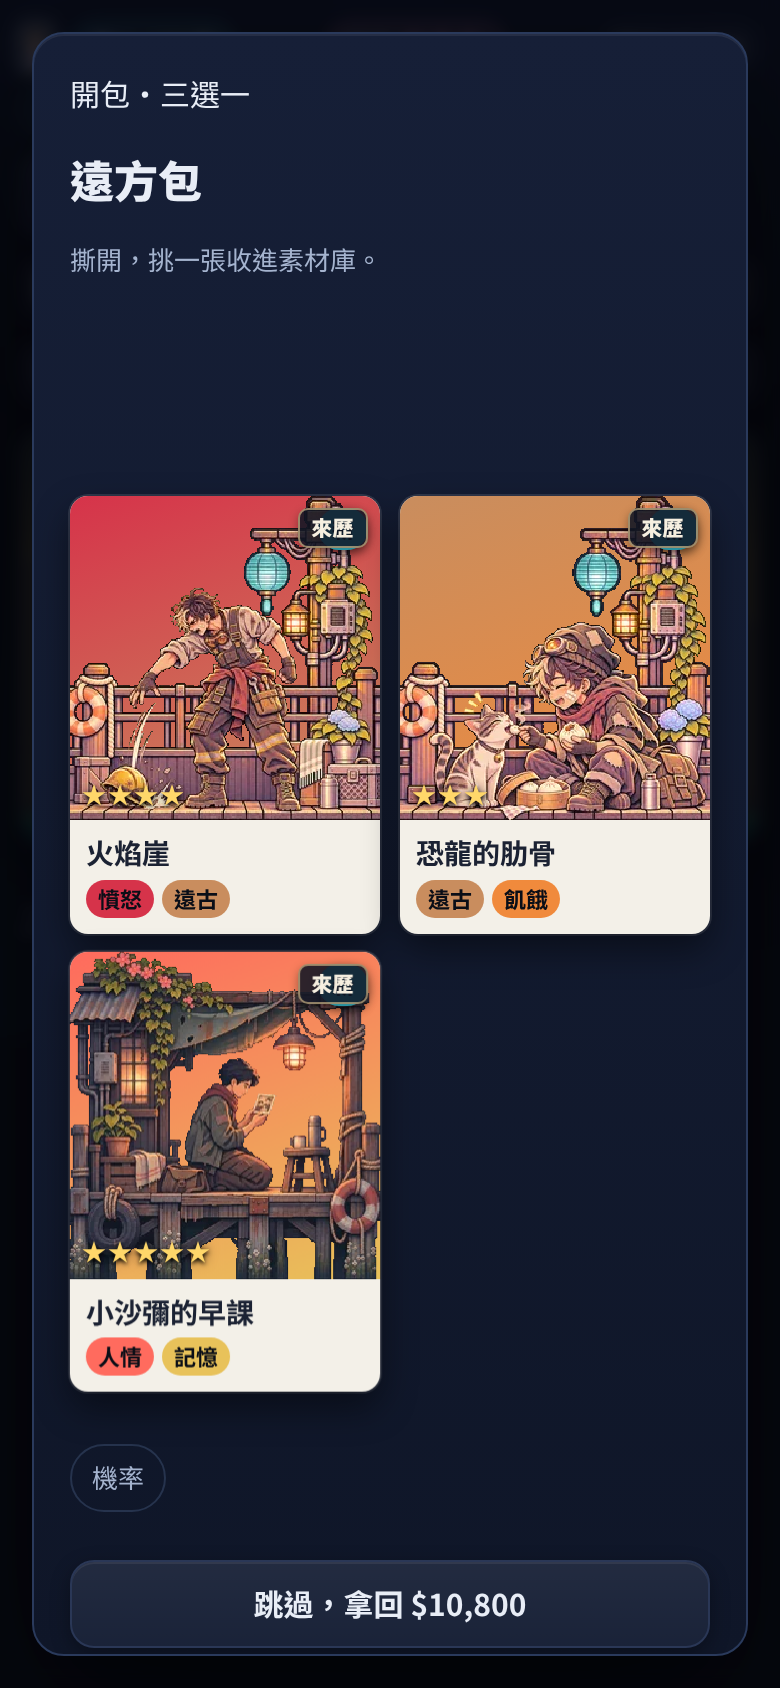 開包・三選一
遠方包
撕開，挑一張收進素材庫。
來歷
★★★★
火焰崖
憤怒 遠古
來歷
★★★
恐龍的肋骨
遠古 飢餓
來歷
★★★★★
小沙彌的早課
人情 記憶
機率
跳過，拿回 $10,800